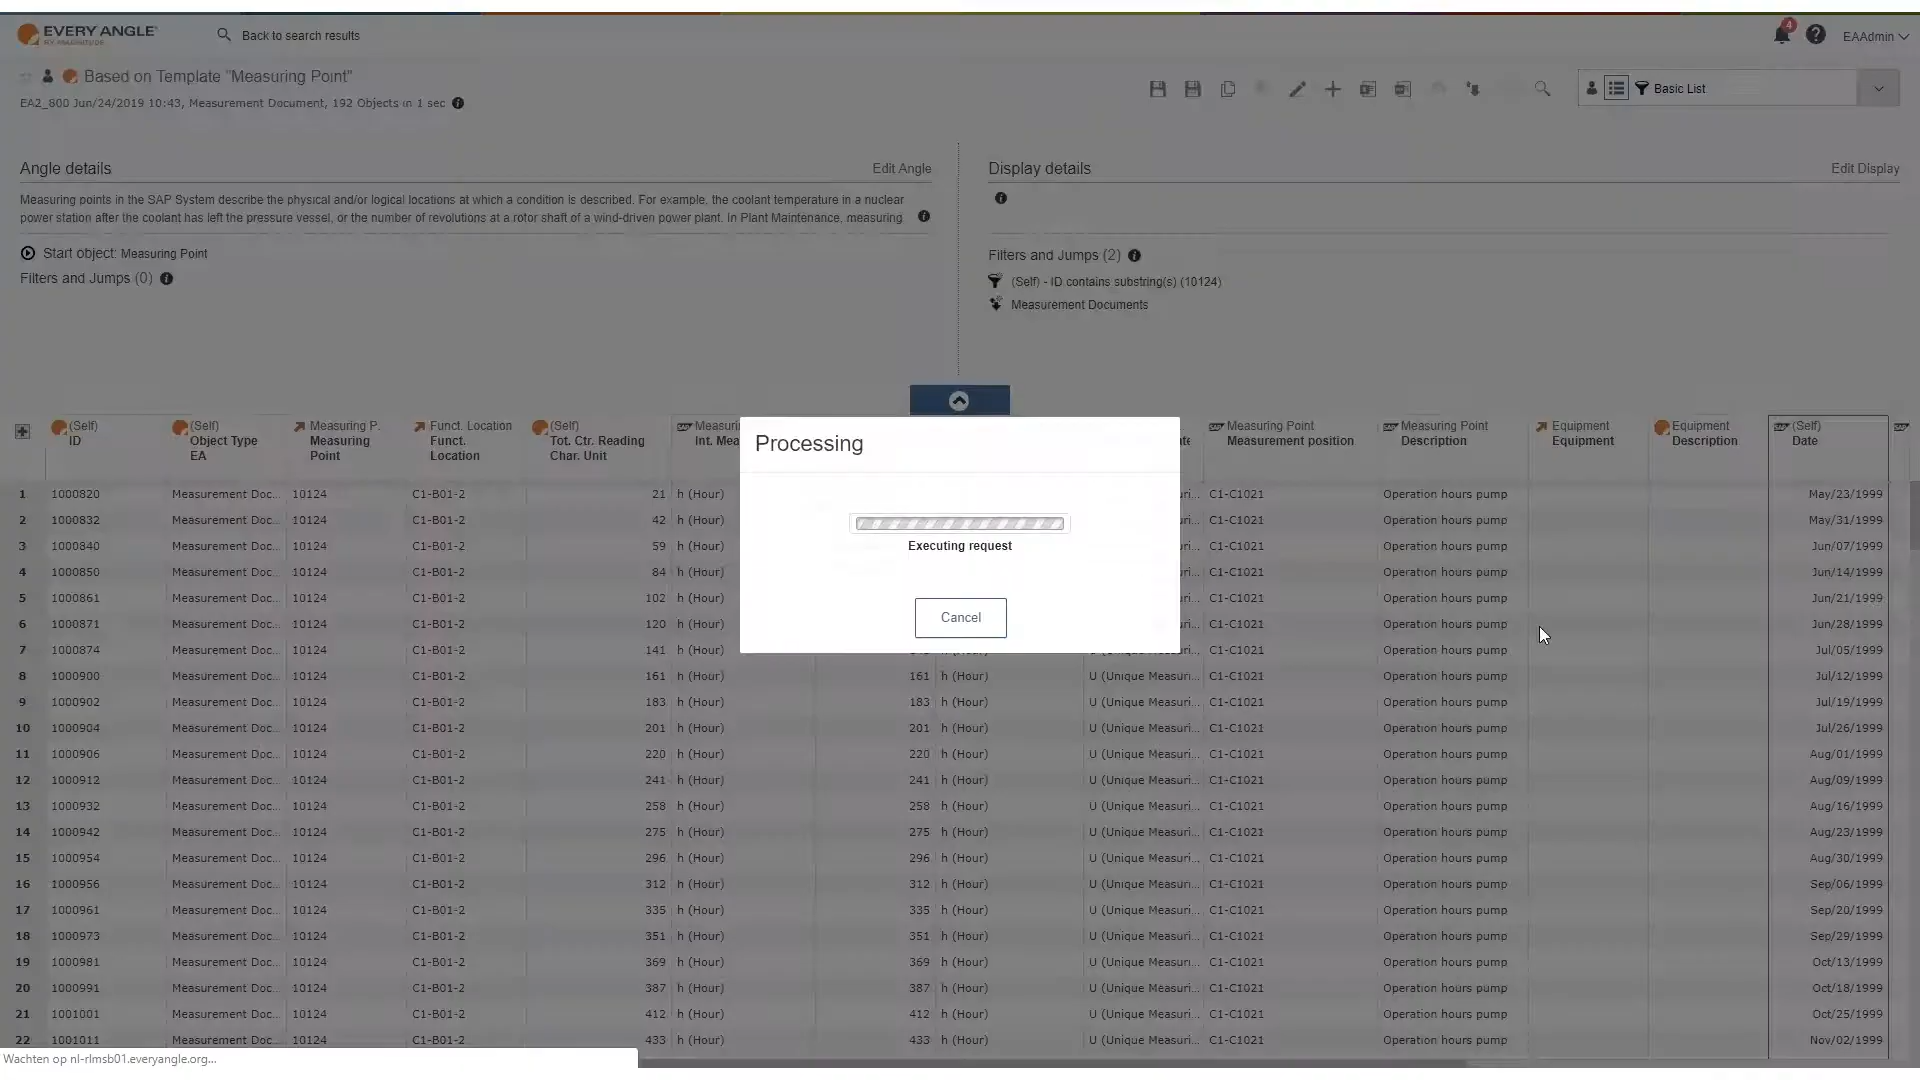 EVERY ANGLE
BY MAGNITUDE
Back to search results
4
EAAdmin
Based on Template "Measuring Point"
EA2_800 Jun/24/2019 10:43, Measurement Document, 192 Objects in 1 sec
Basic List
Angle details
Edit Angle
Display details
Edit Display
Measuring points in the SAP System describe the physical and/or logical locations at which a condition is described. For example, the coolant temperature in a nuclear
power station after the coolant has left the pressure vessel, or the number of revolutions at a rotor shaft of a wind-driven power plant. In Plant Maintenance, measuring
Start object: Measuring Point
Filters and Jumps (0)
Filters and Jumps (2)
(Self) - ID contains substring(s) (10124)
Measurement Documents
(Self) (Self) Measuring P. Funct. Location (Self) Measuri Measuring Point Measuring Point Equipment Equipment (Self)
ID Object Type Measuring Funct. Tot. Ctr. Reading Int. Mea Measurement position Description Equipment Description Date
EA Point Location Char. Unit
1 1000820 Measurement Doc... 10124 C1-B01-2 21 h (Hour) C1-C1021 Operation hours pump May/23/1999
2 1000832 Measurement Doc... 10124 C1-B01-2 42 h (Hour) C1-C1021 Operation hours pump May/31/1999
3 1000840 Measurement Doc... 10124 C1-B01-2 59 h (Hour) C1-C1021 Operation hours pump Jun/07/1999
4 1000850 Measurement Doc... 10124 C1-B01-2 84 h (Hour) C1-C1021 Operation hours pump Jun/14/1999
5 1000861 Measurement Doc... 10124 C1-B01-2 102 h (Hour) C1-C1021 Operation hours pump Jun/21/1999
6 1000871 Measurement Doc... 10124 C1-B01-2 120 h (Hour) C1-C1021 Operation hours pump Jun/28/1999
7 1000874 Measurement Doc... 10124 C1-B01-2 141 h (Hour) C1-C1021 Operation hours pump Jul/05/1999
8 1000900 Measurement Doc... 10124 C1-B01-2 161 h (Hour) 161 h (Hour) U (Unique Measuri... C1-C1021 Operation hours pump Jul/12/1999
9 1000902 Measurement Doc... 10124 C1-B01-2 183 h (Hour) 183 h (Hour) U (Unique Measuri... C1-C1021 Operation hours pump Jul/19/1999
10 1000904 Measurement Doc... 10124 C1-B01-2 201 h (Hour) 201 h (Hour) U (Unique Measuri... C1-C1021 Operation hours pump Jul/26/1999
11 1000906 Measurement Doc... 10124 C1-B01-2 220 h (Hour) 220 h (Hour) U (Unique Measuri... C1-C1021 Operation hours pump Aug/01/1999
12 1000912 Measurement Doc... 10124 C1-B01-2 241 h (Hour) 241 h (Hour) U (Unique Measuri... C1-C1021 Operation hours pump Aug/09/1999
13 1000932 Measurement Doc... 10124 C1-B01-2 258 h (Hour) 258 h (Hour) U (Unique Measuri... C1-C1021 Operation hours pump Aug/16/1999
14 1000942 Measurement Doc... 10124 C1-B01-2 275 h (Hour) 275 h (Hour) U (Unique Measuri... C1-C1021 Operation hours pump Aug/23/1999
15 1000954 Measurement Doc... 10124 C1-B01-2 296 h (Hour) 296 h (Hour) U (Unique Measuri... C1-C1021 Operation hours pump Aug/30/1999
16 1000956 Measurement Doc... 10124 C1-B01-2 312 h (Hour) 312 h (Hour) U (Unique Measuri... C1-C1021 Operation hours pump Sep/06/1999
17 1000961 Measurement Doc... 10124 C1-B01-2 335 h (Hour) 335 h (Hour) U (Unique Measuri... C1-C1021 Operation hours pump Sep/20/1999
18 1000973 Measurement Doc... 10124 C1-B01-2 351 h (Hour) 351 h (Hour) U (Unique Measuri... C1-C1021 Operation hours pump Sep/29/1999
19 1000981 Measurement Doc... 10124 C1-B01-2 369 h (Hour) 369 h (Hour) U (Unique Measuri... C1-C1021 Operation hours pump Oct/13/1999
20 1000991 Measurement Doc... 10124 C1-B01-2 387 h (Hour) 387 h (Hour) U (Unique Measuri... C1-C1021 Operation hours pump Oct/18/1999
21 1001001 Measurement Doc... 10124 C1-B01-2 412 h (Hour) 412 h (Hour) U (Unique Measuri... C1-C1021 Operation hours pump Oct/25/1999
22 1001011 Measurement Doc... 10124 C1-B01-2 433 h (Hour) 433 h (Hour) U (Unique Measuri... C1-C1021 Operation hours pump Nov/02/1999
Processing
Executing request
Cancel
Wachten op nl-rlmsb01.everyangle.org...